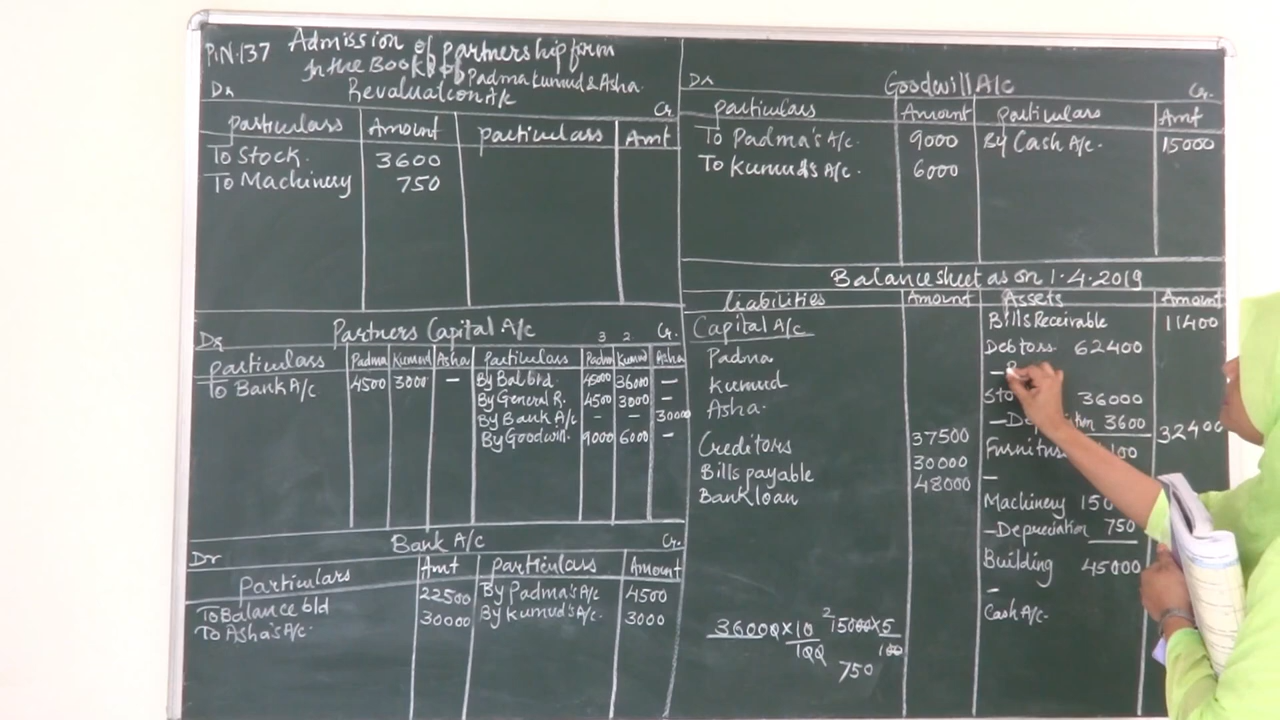 P.N.137 Admission of partnership form
In the Book of Padma Kumud & Asha.
Dr Revaluation A/c Cr.
particulars Amount particulars Amt
To Stock. 3600
To Machinery 750
Dr Partners Capital A/c Cr.
3 2
particulars Padma Kumud Asha particulars Padma Kumud Asha
To Bank A/c 4500 3000 — By Bal b/d. 45000 36000 —
By General R. 4500 3000 —
By Bank A/c - — 30000
By Goodwill. 9000 6000 —
Dr Bank A/c Cr.
particulars Amt particulars Amount
To Balance b/d 22500 By Padma's A/c 4500
To Asha's A/c. 30000 By Kumud's A/c. 3000
Dr Goodwill A/c Cr.
particulars Amount particulars Amt
To Padma's A/c. 9000 By Cash A/c. 15000
To Kumud's A/c. 6000
Balance sheet as on 1.4.2019
Liabilities Amount Assets Amount
Capital A/c Bills Receivable 11400
Padma Debtors. 62400
Kumud —
Asha. 36000
3600 32400
Creditors 37500
Bills payable 30000 —
Bank loan 48000 Machinery
-Depreciation 750
Building 45000
-
Cash A/c-
36000×10 2 15000×5
100 100
750